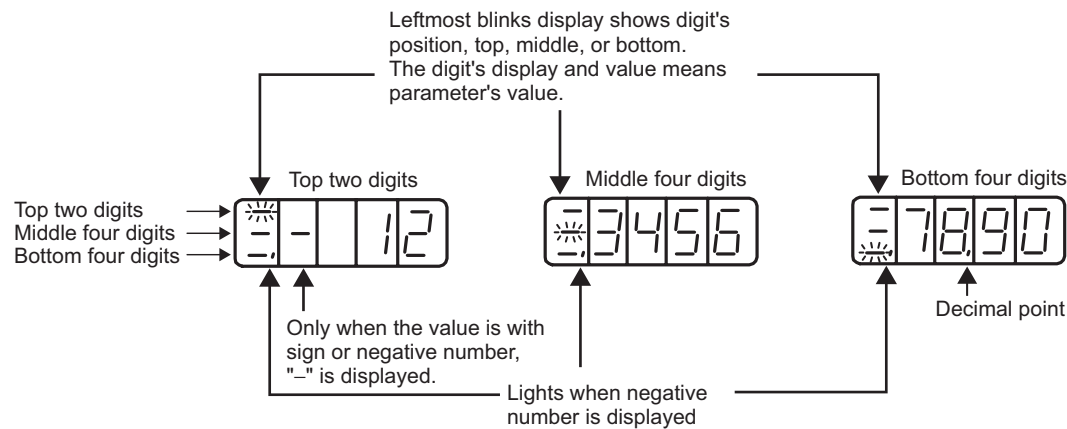 Leftmost blinks display shows digit's
position, top, middle, or bottom.
The digit's display and value means
parameter's value.
Top two digits
Middle four digits
Bottom four digits
Top two digits
Middle four digits
Bottom four digits
- 12
3456
78.90
Decimal point
Only when the value is with
sign or negative number,
"–" is displayed.
Lights when negative
number is displayed